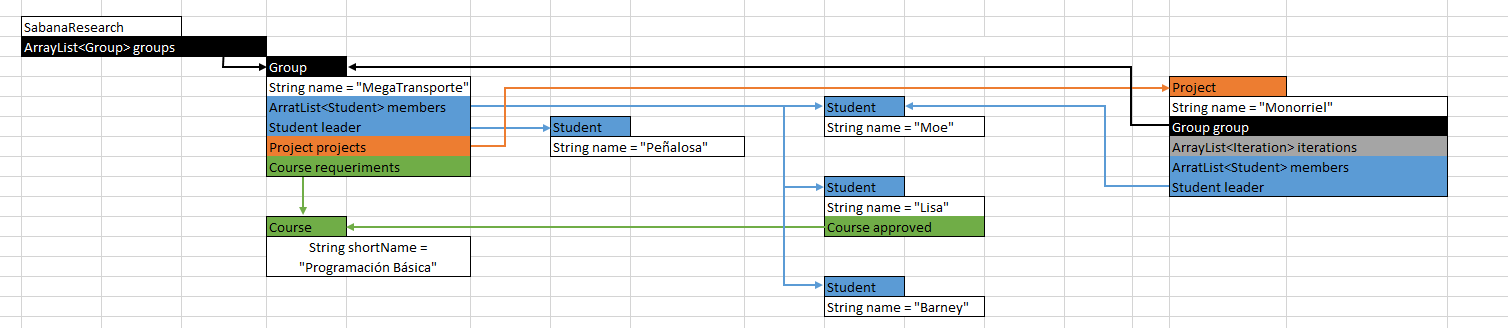 SabanaResearch
ArrayList<Group> groups
Group
String name = "MegaTransporte"
ArratList<Student> members
Student leader
Project projects
Course requeriments
Course
String shortName =
"Programación Básica"
Student
String name = "Peñalosa"
Student
String name = "Moe"
Student
String name = "Lisa"
Course approved
Student
String name = "Barney"
Project
String name = "Monorriel"
Group group
ArrayList<Iteration> iterations
ArratList<Student> members
Student leader